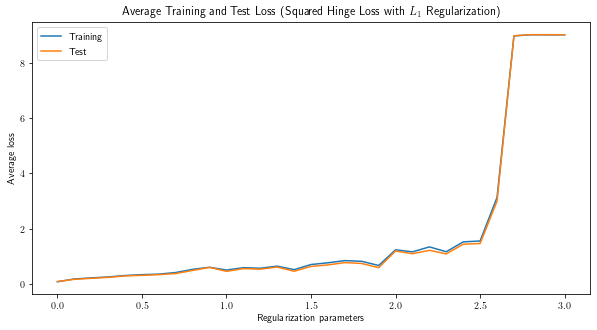 Average Training and Test Loss (Squared Hinge Loss with L₁ Regularization)
Training
Test
Average loss
8
6
4
2
0
0.0 0.5 1.0 1.5 2.0 2.5 3.0
Regularization parameters